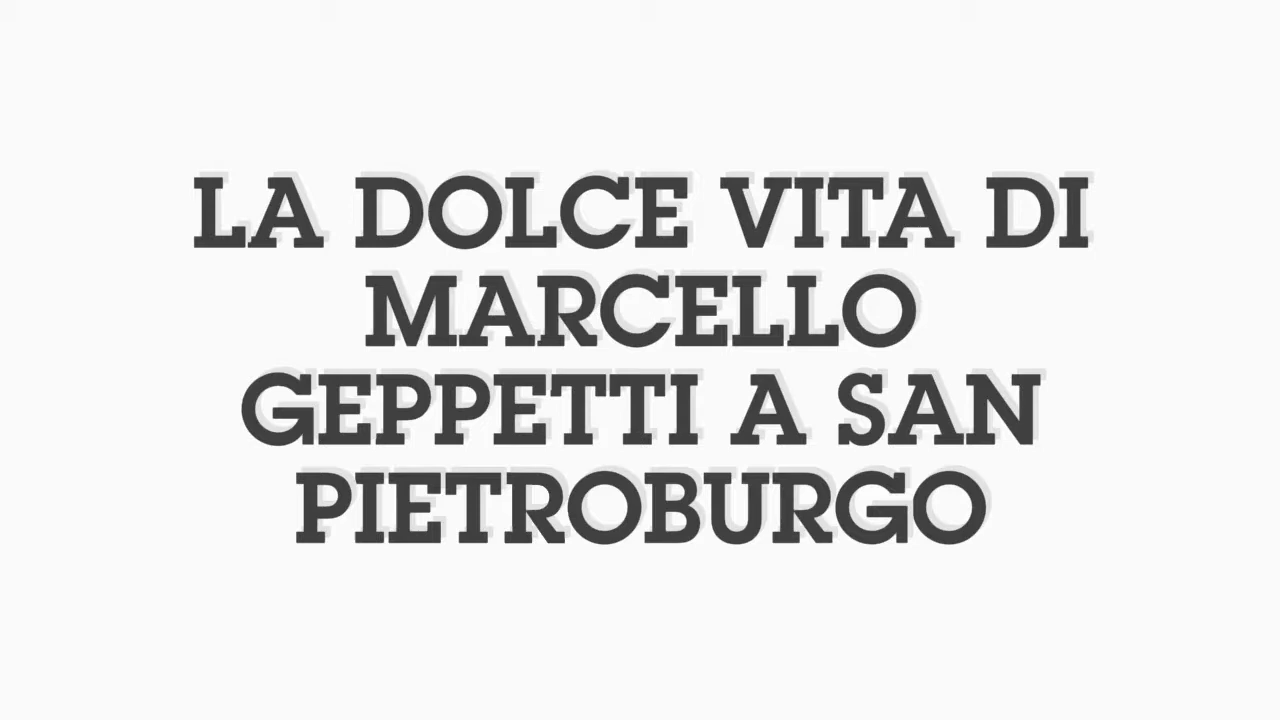 LA DOLCE VITA DI
MARCELLO
GEPPETTI A SAN
PIETROBURGO